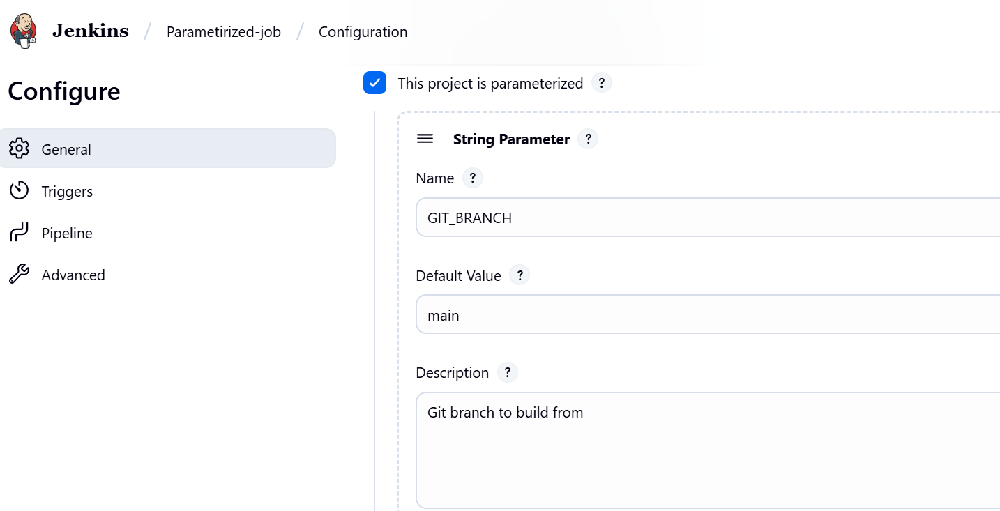 Jenkins / Parametirized-job / Configuration
Configure
General
Triggers
Pipeline
Advanced
This project is parameterized ?
String Parameter ?
Name ?
GIT_BRANCH
Default Value ?
main
Description ?
Git branch to build from